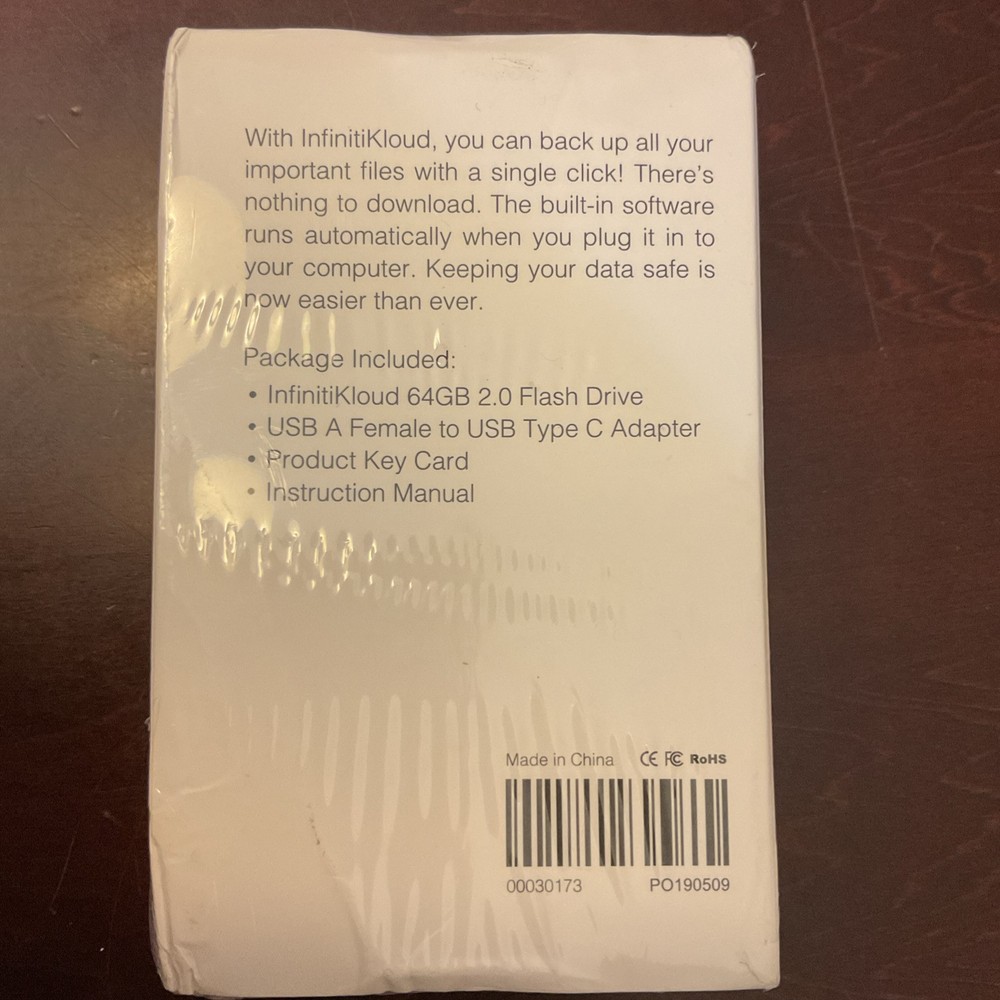 With InfinitiKloud, you can back up all your
important files with a single click! There's
nothing to download. The built-in software
runs automatically when you plug it in to
your computer. Keeping your data safe is
now easier than ever.
Package Included:
• InfinitiKloud 64GB 2.0 Flash Drive
• USB A Female to USB Type C Adapter
• Product Key Card
• Instruction Manual
Made in China CE FC RoHS
00030173 PO190509